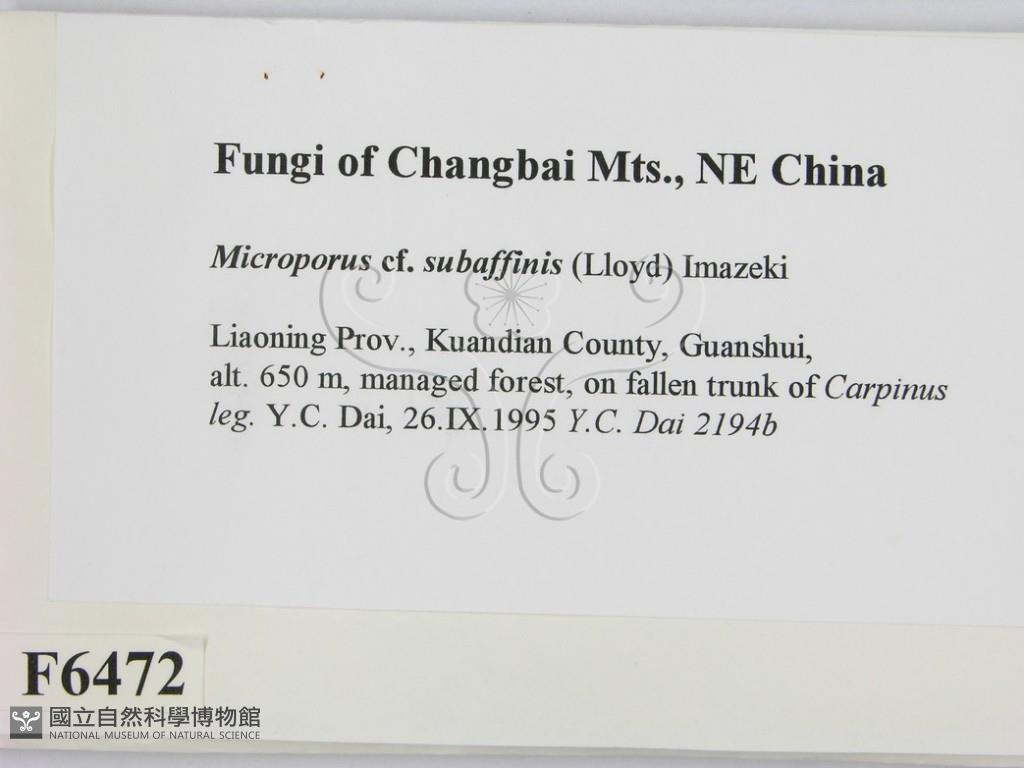 Fungi of Changbai Mts., NE China
Microporus cf. subaffinis (Lloyd) Imazeki
Liaoning Prov., Kuandian County, Guanshui,
alt. 650 m, managed forest, on fallen trunk of Carpinus
leg. Y.C. Dai, 26.IX.1995 Y.C. Dai 2194b
F6472
國立自然科學博物館
NATIONAL MUSEUM OF NATURAL SCIENCE